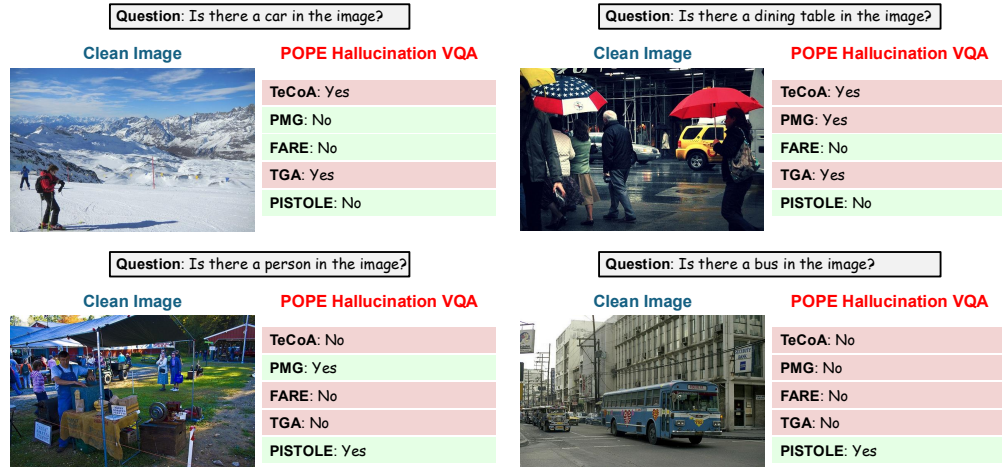 Question: Is there a car in the image?
Clean Image
POPE Hallucination VQA
TeCoA: Yes
PMG: No
FARE: No
TGA: Yes
PISTOLE: No
Question: Is there a dining table in the image?
Clean Image
POPE Hallucination VQA
TeCoA: Yes
PMG: Yes
FARE: No
TGA: Yes
PISTOLE: No
Question: Is there a person in the image?
Clean Image
POPE Hallucination VQA
TeCoA: No
PMG: Yes
FARE: No
TGA: No
PISTOLE: Yes
Question: Is there a bus in the image?
Clean Image
POPE Hallucination VQA
TeCoA: No
PMG: No
FARE: No
TGA: No
PISTOLE: Yes